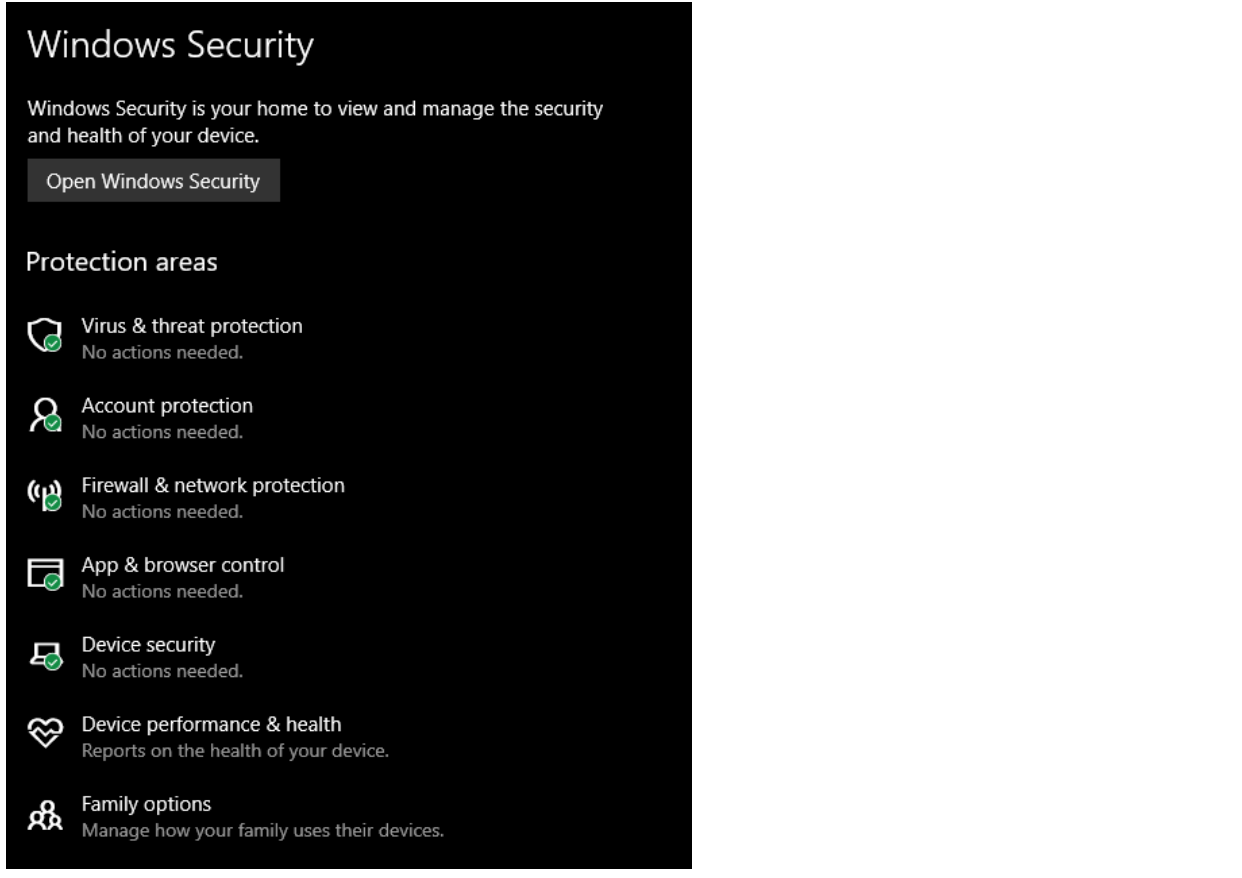 Windows Security
Windows Security is your home to view and manage the security
and health of your device.
Open Windows Security
Protection areas
Virus & threat protection
No actions needed.
Account protection
No actions needed.
Firewall & network protection
No actions needed.
App & browser control
No actions needed.
Device security
No actions needed.
Device performance & health
Reports on the health of your device.
Family options
Manage how your family uses their devices.